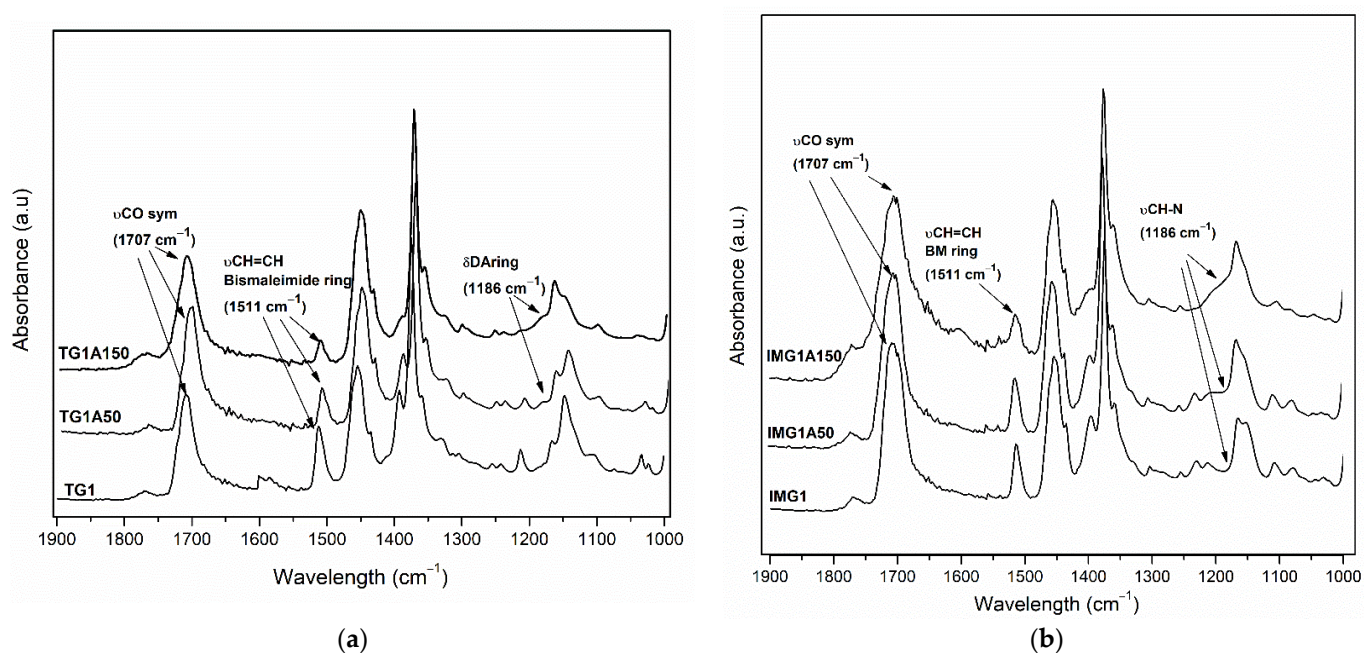 Absorbance (a.u)
υCO sym
(1707 cm⁻¹)
υCH=CH
Bismaleimide ring
(1511 cm⁻¹)
δDAring
(1186 cm⁻¹)
TG1A150
TG1A50
TG1
1900 1800 1700 1600 1500 1400 1300 1200 1100 1000
Wavelength (cm⁻¹)
(a)
Absorbance (a.u.)
υCO sym
(1707 cm⁻¹)
υCH=CH
BM ring
(1511 cm⁻¹)
υCH-N
(1186 cm⁻¹)
IMG1A150
IMG1A50
IMG1
1900 1800 1700 1600 1500 1400 1300 1200 1100 1000
Wavelength (cm⁻¹)
(b)